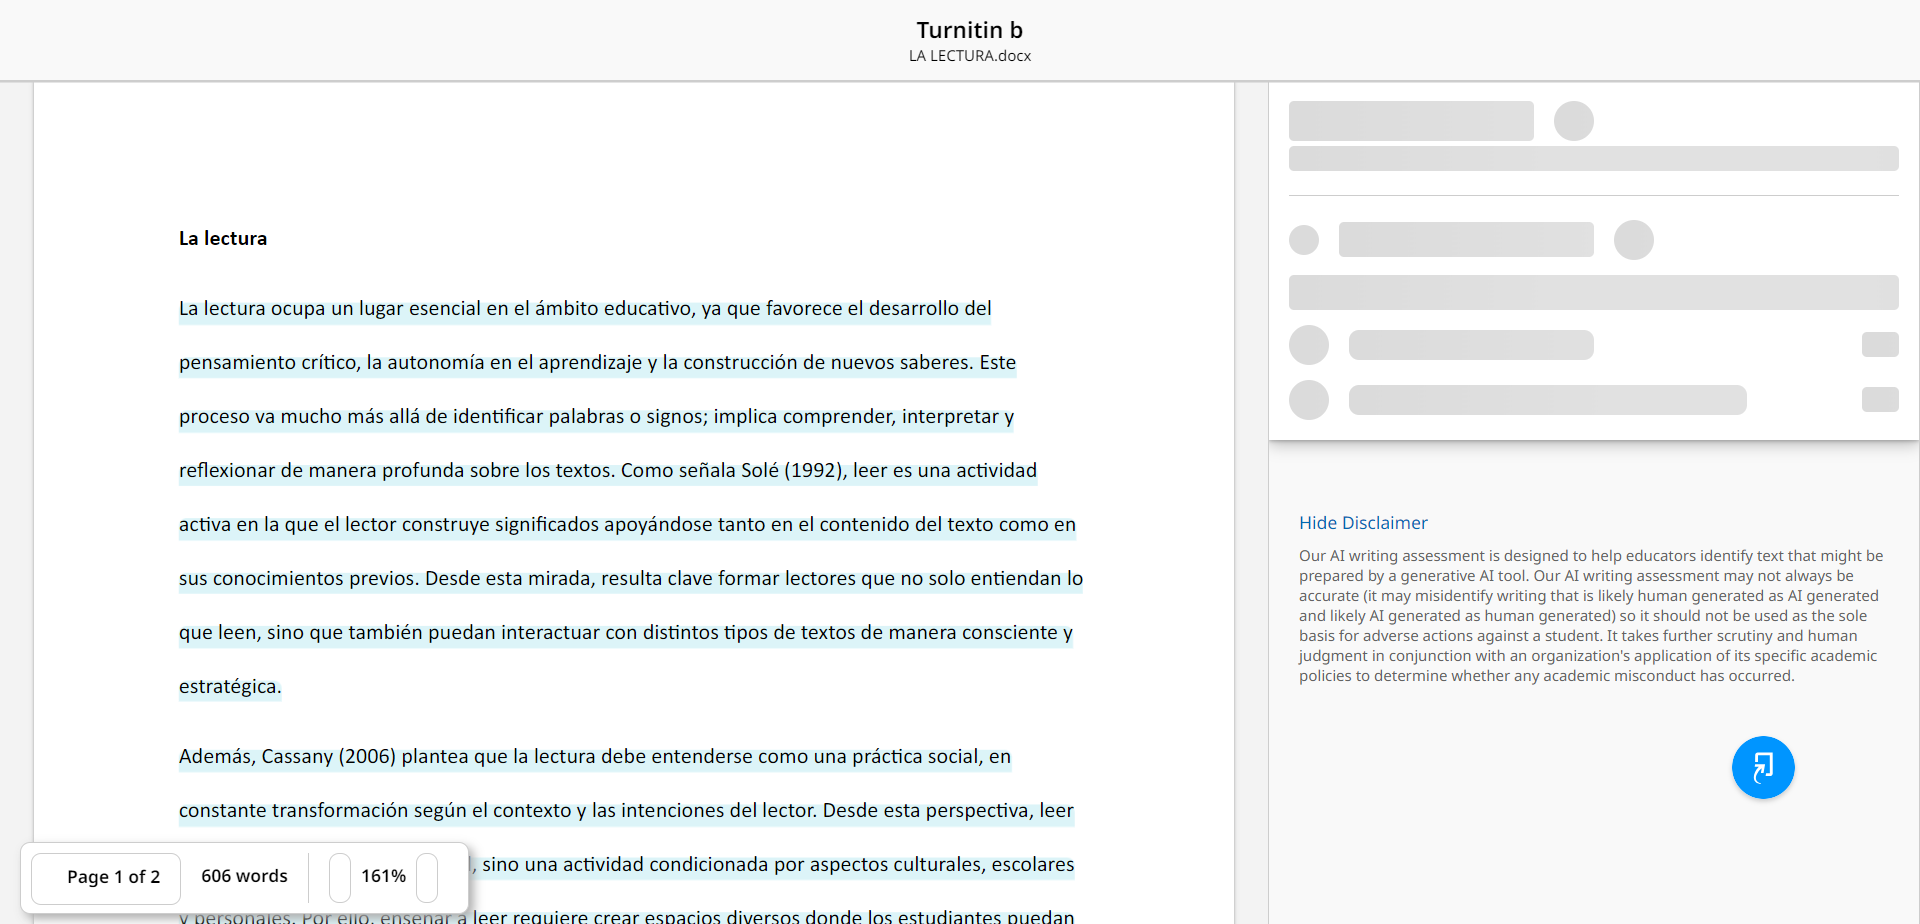 Turnitin b
LA LECTURA.docx
La lectura
La lectura ocupa un lugar esencial en el ámbito educativo, ya que favorece el desarrollo del
pensamiento crítico, la autonomía en el aprendizaje y la construcción de nuevos saberes. Este
proceso va mucho más allá de identificar palabras o signos; implica comprender, interpretar y
reflexionar de manera profunda sobre los textos. Como señala Solé (1992), leer es una actividad
activa en la que el lector construye significados apoyándose tanto en el contenido del texto como en
sus conocimientos previos. Desde esta mirada, resulta clave formar lectores que no solo entiendan lo
que leen, sino que también puedan interactuar con distintos tipos de textos de manera consciente y
estratégica.
Además, Cassany (2006) plantea que la lectura debe entenderse como una práctica social, en
constante transformación según el contexto y las intenciones del lector. Desde esta perspectiva, leer
, sino una actividad condicionada por aspectos culturales, escolares
y personales. Por ello, enseñar a leer requiere crear espacios diversos donde los estudiantes puedan
Page 1 of 2
606 words
161%
Hide Disclaimer
Our AI writing assessment is designed to help educators identify text that might be
prepared by a generative AI tool. Our AI writing assessment may not always be
accurate (it may misidentify writing that is likely human generated as AI generated
and likely AI generated as human generated) so it should not be used as the sole
basis for adverse actions against a student. It takes further scrutiny and human
judgment in conjunction with an organization's application of its specific academic
policies to determine whether any academic misconduct has occurred.